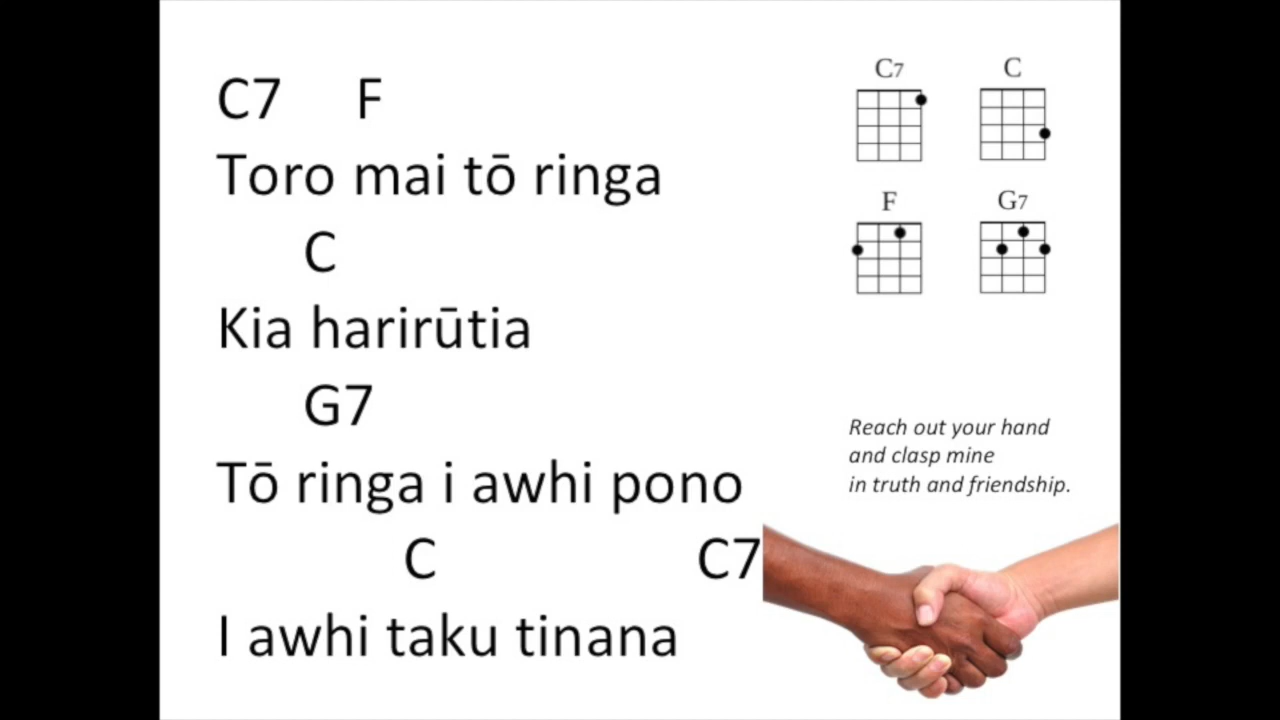 C7 F
Toro mai tō ringa
C
Kia harirūtia
G7
Tō ringa i awhi pono
C C7
I awhi taku tinana
C7 C
F G7
Reach out your hand
and clasp mine
in truth and friendship.